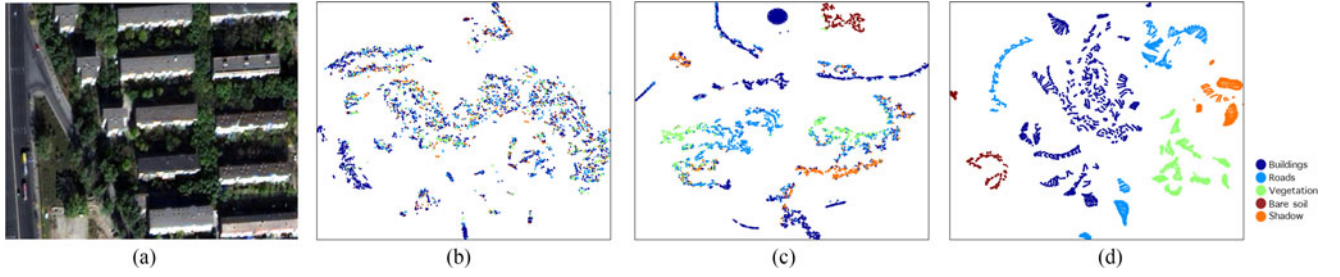 Buildings
Roads
Vegetation
Bare soil
Shadow
(a)
(b)
(c)
(d)